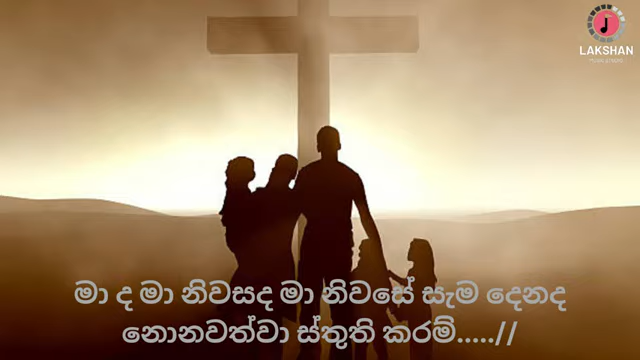 LAKSHAN
මා ද මා නිවසද මා නිවසේ සැම දෙනද
නොනවත්වා ස්තුති කරම්.....//